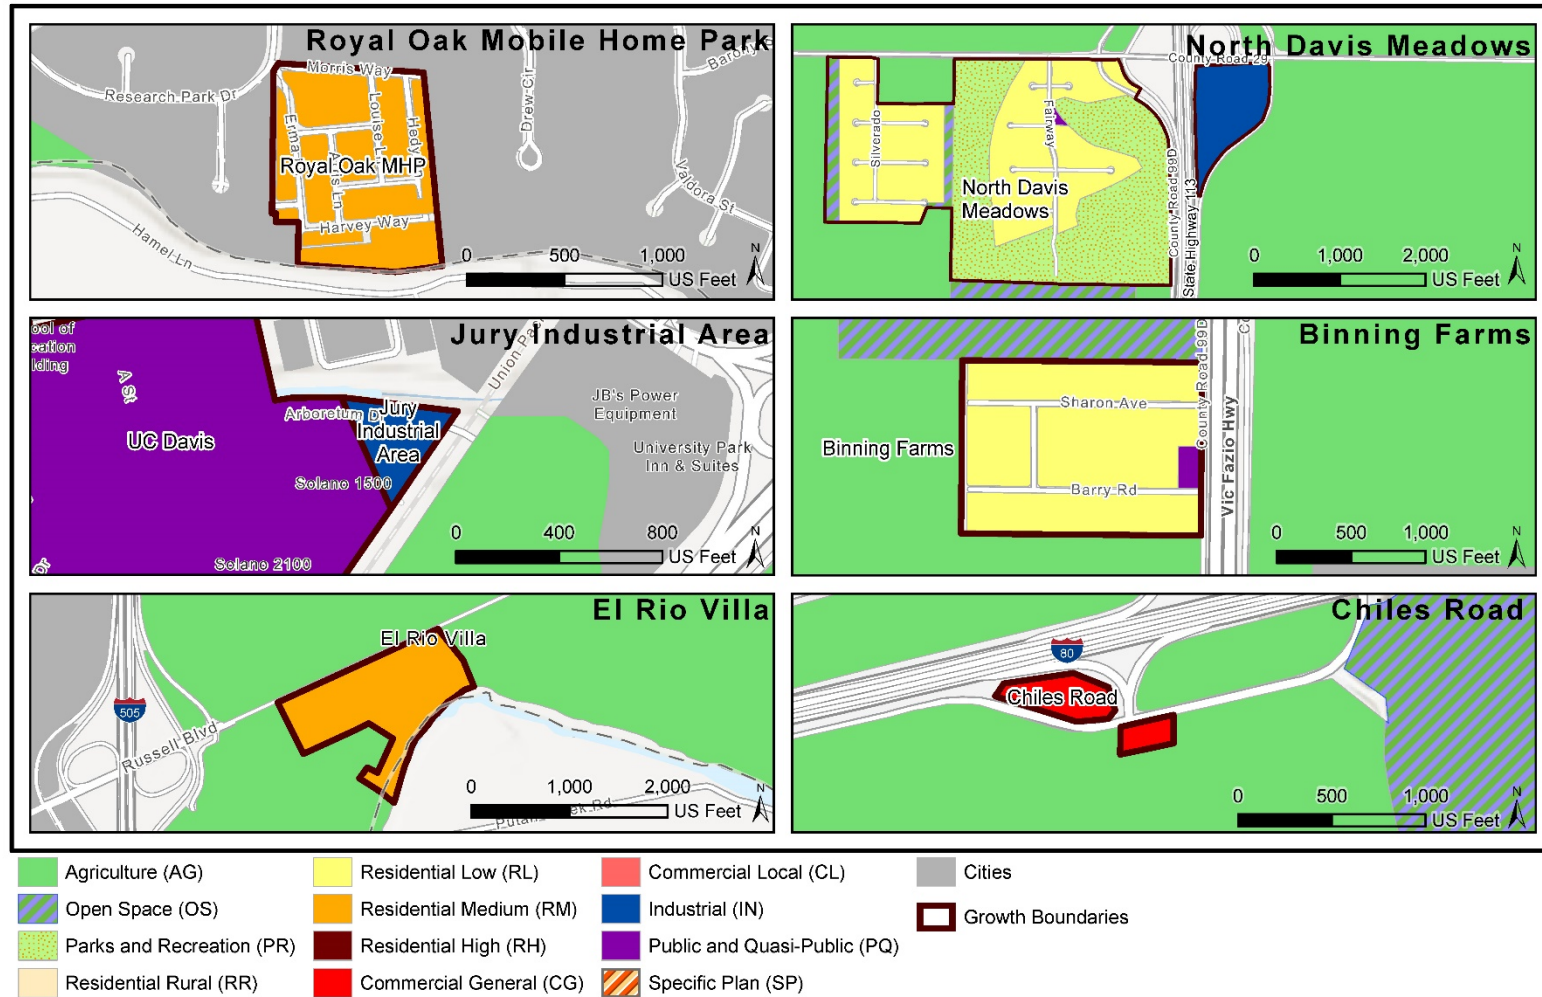 Royal Oak Mobile Home Park
Morris Way
Research Park Dr
Louise Ln
Drew Cir
Royal Oak MHP
Valdora St
Harvey Way
Hamel Ln
0 500 1,000
US Feet
N
North Davis Meadows
County Road 29
Silverado
Fairway
North Davis
Meadows
County Road 99D
State Highway 113
0 1,000 2,000
US Feet
N
Jury Industrial Area
ool of
cation
lding
A St
Union Paci
JB's Power
Equipment
Arboretum D
Jury
Industrial
Area
UC Davis
University Park
Inn & Suites
Solano 1500
Solano 2100
Dr
0 400 800
US Feet
N
Binning Farms
County Road 99D
Sharon Ave
Binning Farms
Vic Fazio Hwy
Barry Rd
0 500 1,000
US Feet
N
El Rio Villa
El Rio Villa
505
Russell Blvd
0 1,000 2,000
US Feet
N
Chiles Road
80
Chiles Road
0 500 1,000
US Feet
N
Agriculture (AG)
Open Space (OS)
Parks and Recreation (PR)
Residential Rural (RR)
Residential Low (RL)
Residential Medium (RM)
Residential High (RH)
Commercial General (CG)
Commercial Local (CL)
Industrial (IN)
Public and Quasi-Public (PQ)
Specific Plan (SP)
Cities
Growth Boundaries